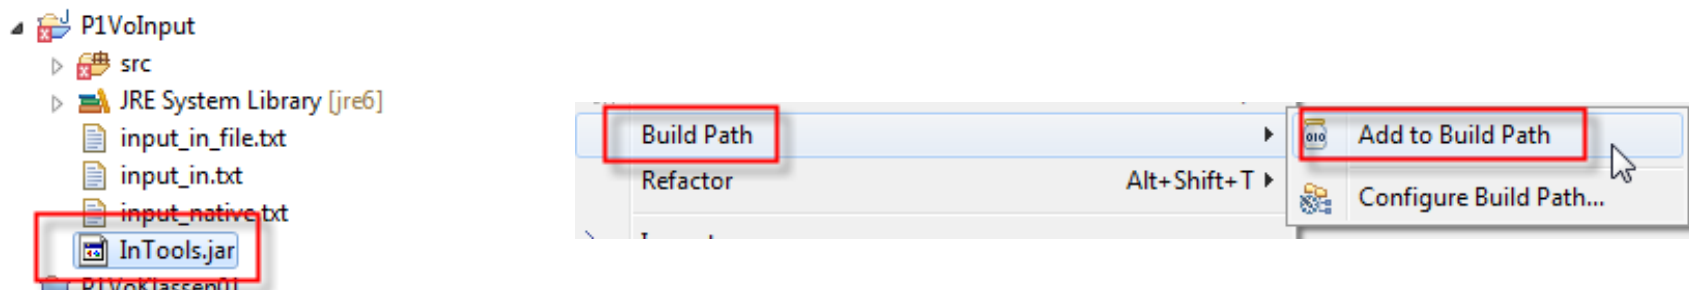 P1VoInput
src
JRE System Library [jre6]
input_in_file.txt
input_in.txt
input_native.txt
InTools.jar
P1VoKlassen01
Build Path
Refactor Alt+Shift+T
Add to Build Path
Configure Build Path...